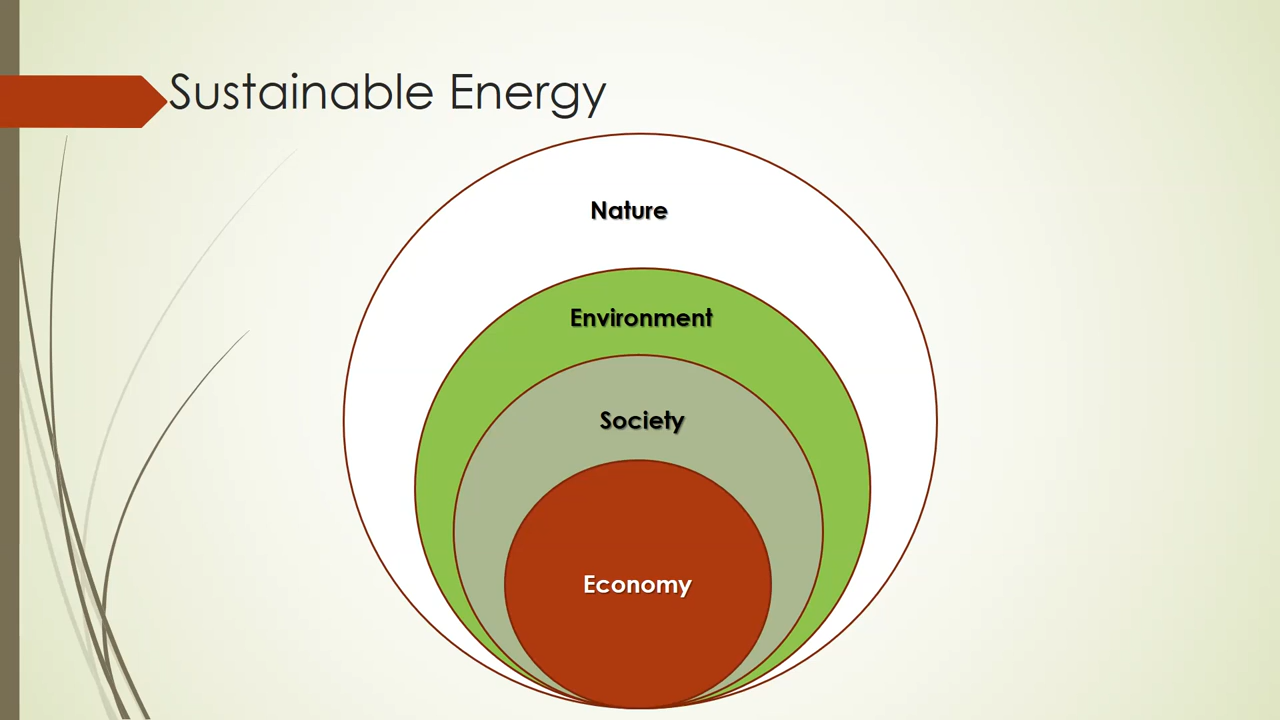 Sustainable Energy
Nature
Environment
Society
Economy